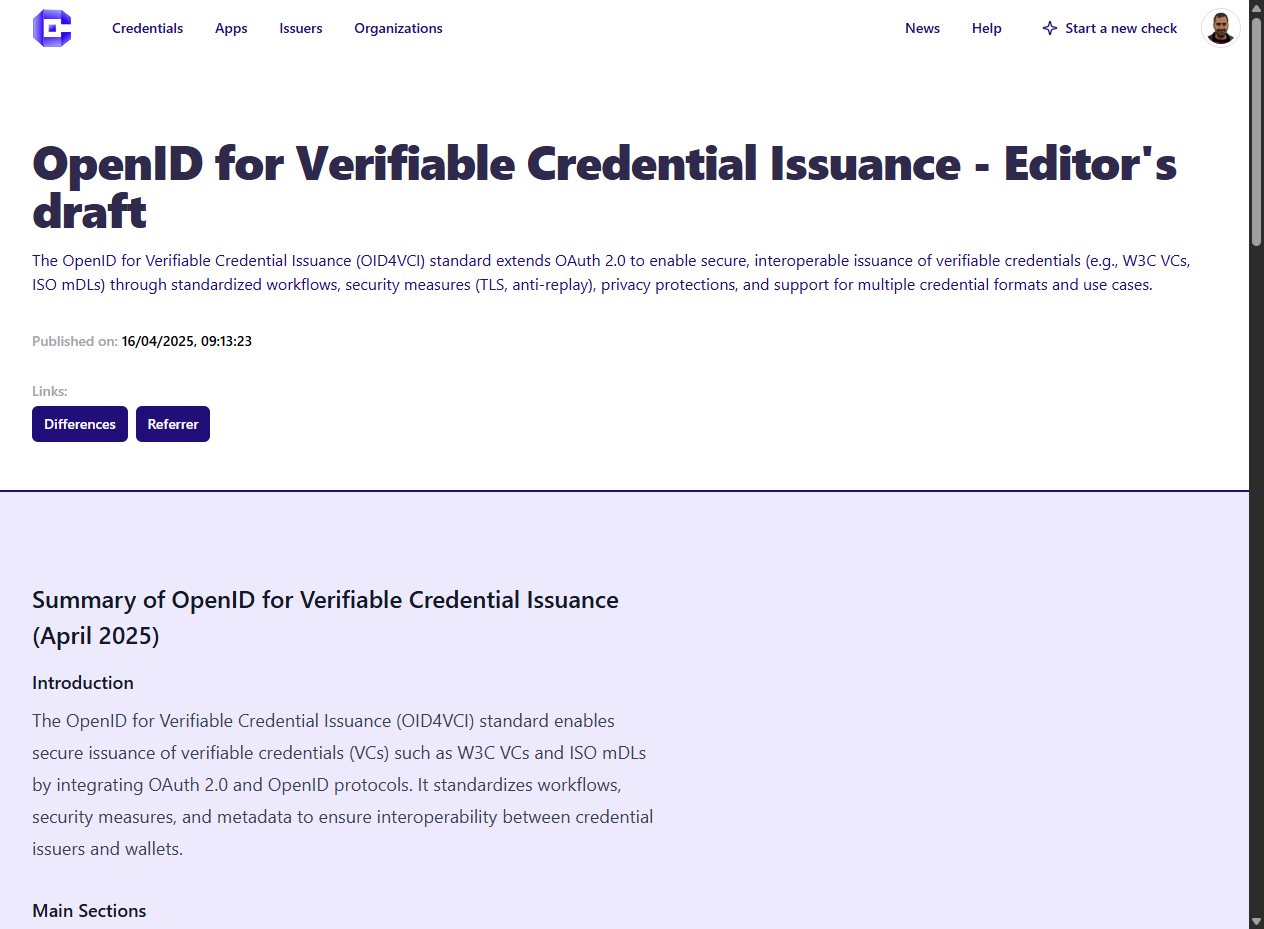 Credentials Apps Issuers Organizations News Help Start a new check
OpenID for Verifiable Credential Issuance - Editor's
draft
The OpenID for Verifiable Credential Issuance (OID4VCI) standard extends OAuth 2.0 to enable secure, interoperable issuance of verifiable credentials (e.g., W3C VCs,
ISO mDLs) through standardized workflows, security measures (TLS, anti-replay), privacy protections, and support for multiple credential formats and use cases.
Published on: 16/04/2025, 09:13:23
Links:
Differences Referrer
Summary of OpenID for Verifiable Credential Issuance
(April 2025)
Introduction
The OpenID for Verifiable Credential Issuance (OID4VCI) standard enables
secure issuance of verifiable credentials (VCs) such as W3C VCs and ISO mDLs
by integrating OAuth 2.0 and OpenID protocols. It standardizes workflows,
security measures, and metadata to ensure interoperability between credential
issuers and wallets.
Main Sections